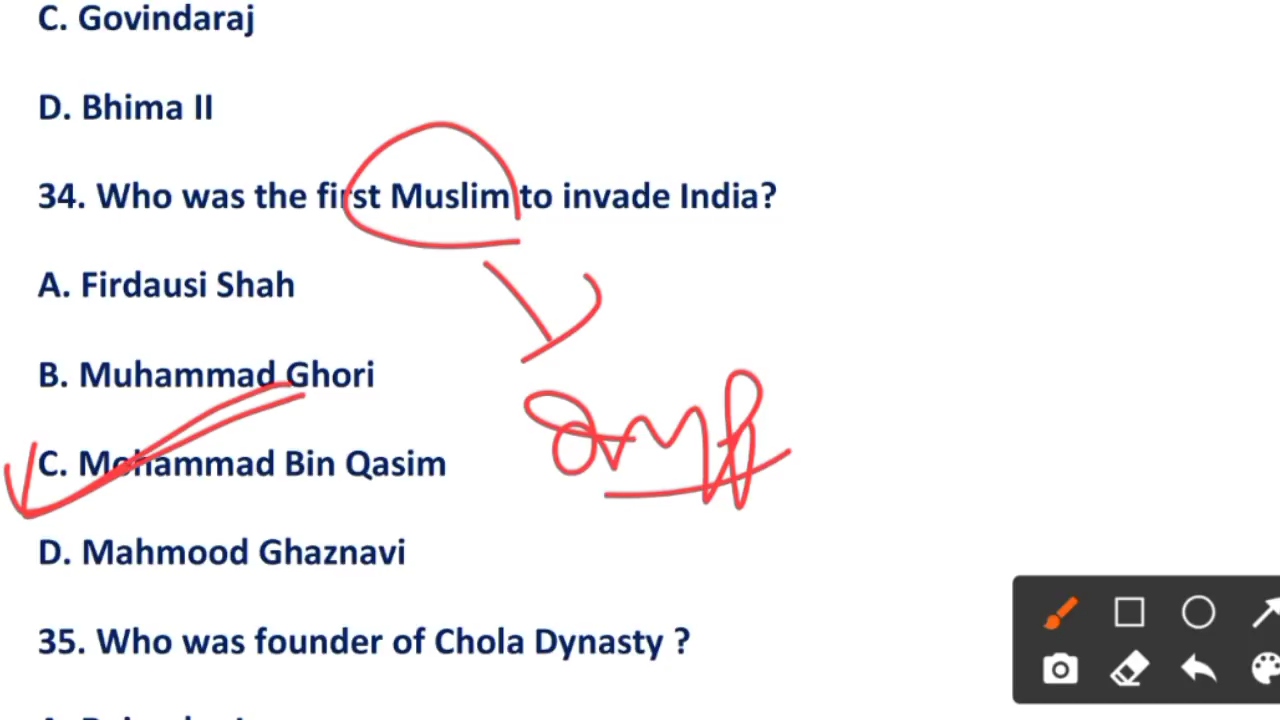 C. Govindaraj
D. Bhima II
34. Who was the first Muslim to invade India?
A. Firdausi Shah
B. Muhammad Ghori
C. Mohammad Bin Qasim
D. Mahmood Ghaznavi
35. Who was founder of Chola Dynasty ?